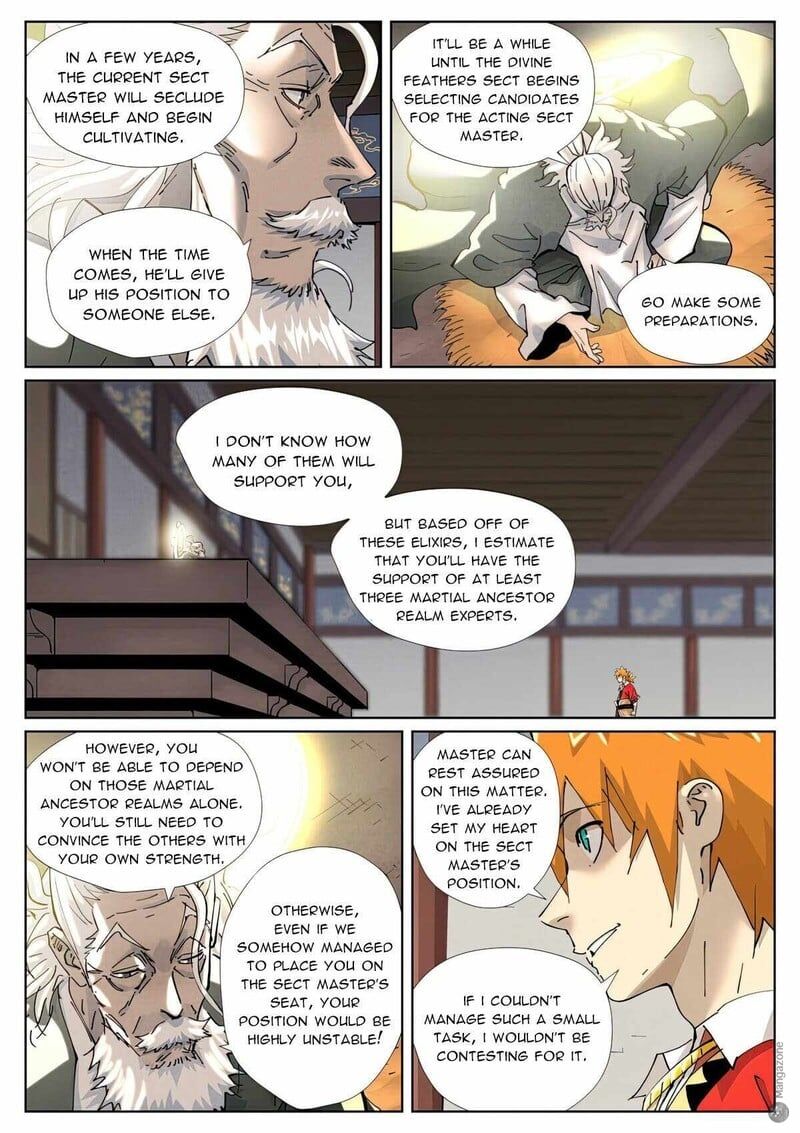 IN A FEW YEARS,
THE CURRENT SECT
MASTER WILL SECLUDE
HIMSELF AND BEGIN
CULTIVATING.
WHEN THE TIME
COMES, HE'LL GIVE
UP HIS POSITION TO
SOMEONE ELSE.
IT'LL BE A WHILE
UNTIL THE DIVINE
FEATHERS SECT BEGINS
SELECTING CANDIDATES
FOR THE ACTING SECT
MASTER.
GO MAKE SOME
PREPARATIONS.
I DON'T KNOW HOW
MANY OF THEM WILL
SUPPORT YOU,
BUT BASED OFF OF
THESE ELIXIRS, I ESTIMATE
THAT YOU'LL HAVE THE
SUPPORT OF AT LEAST
THREE MARTIAL ANCESTOR
REALM EXPERTS.
HOWEVER, YOU
WON'T BE ABLE TO DEPEND
ON THOSE MARTIAL
ANCESTOR REALMS ALONE.
YOU'LL STILL NEED TO
CONVINCE THE OTHERS WITH
YOUR OWN STRENGTH.
OTHERWISE,
EVEN IF WE
SOMEHOW MANAGED
TO PLACE YOU ON
THE SECT MASTER'S
SEAT, YOUR
POSITION WOULD BE
HIGHLY UNSTABLE!
MASTER CAN
REST ASSURED
ON THIS MATTER.
I'VE ALREADY
SET MY HEART
ON THE SECT
MASTER'S
POSITION.
IF I COULDN'T
MANAGE SUCH A SMALL
TASK, I WOULDN'T BE
CONTESTING FOR IT.
Mangazone